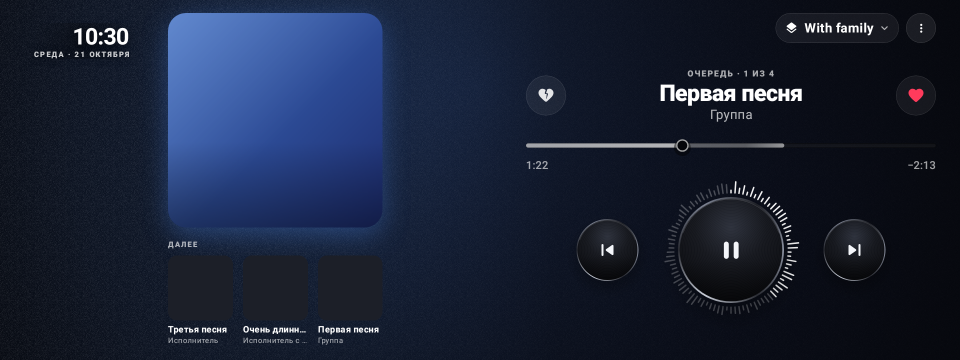 10:30
СРЕДА · 21 ОКТЯБРЯ
With family
ОЧЕРЕДЬ · 1 ИЗ 4
Первая песня
Группа
1:22
−2:13
ДАЛЕЕ
Третья песня
Исполнитель
Очень длинн…
Исполнитель с …
Первая песня
Группа